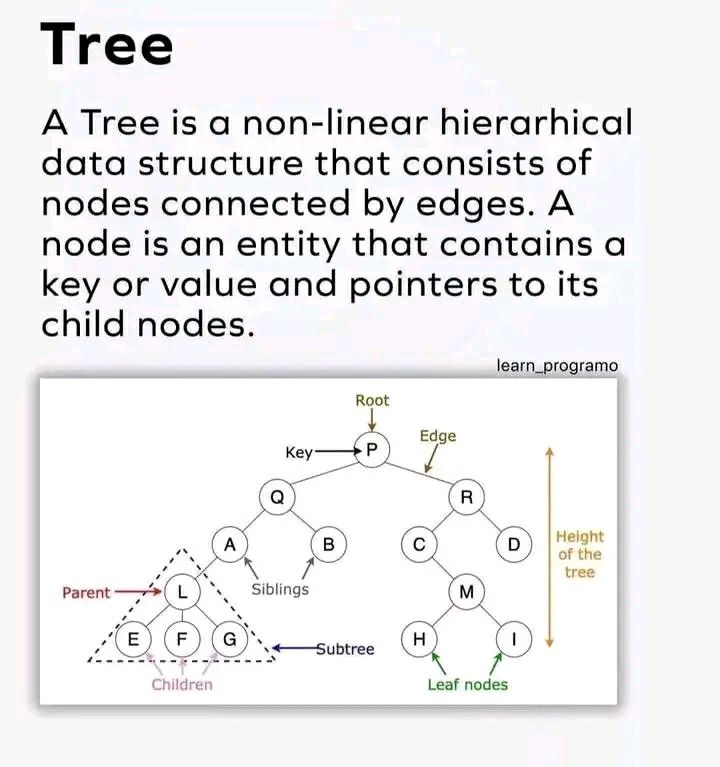 Tree
A Tree is a non-linear hierarhical
data structure that consists of
nodes connected by edges. A
node is an entity that contains a
key or value and pointers to its
child nodes.
learn_programo
Root
Edge
Key
P
Q
R
A
B
C
D
Height
of the
tree
Siblings
Parent
L
M
E
F
G
H
I
Subtree
Children
Leaf nodes